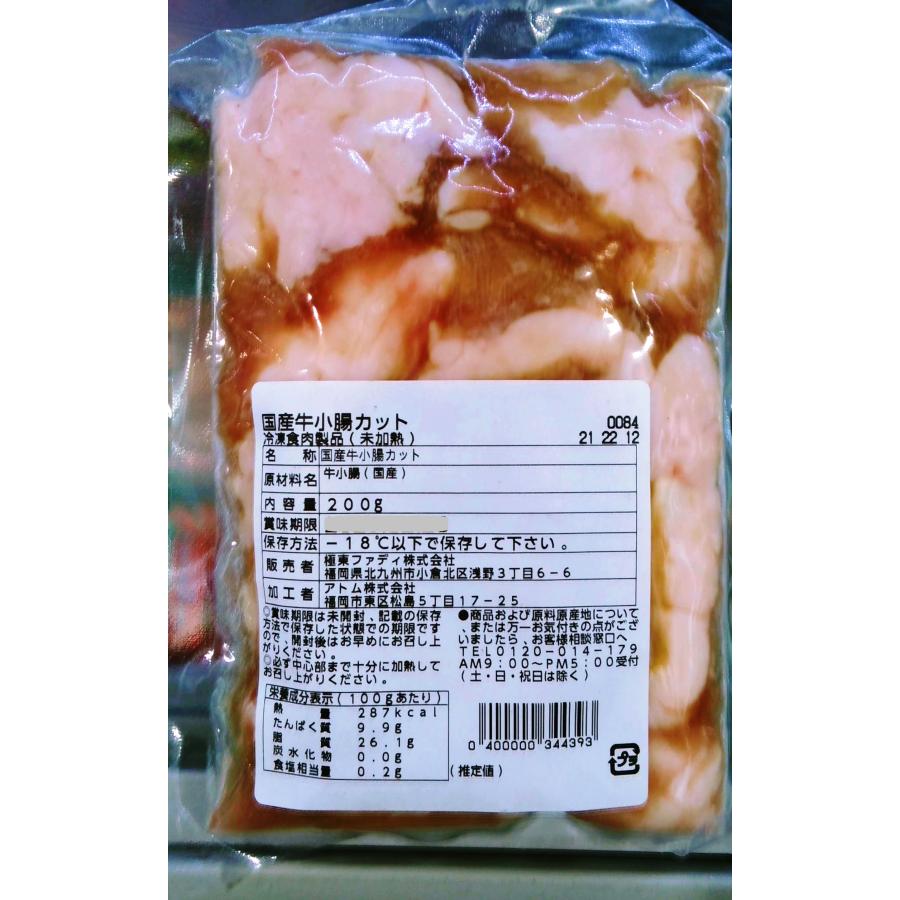 国産牛小腸カット 0084
冷凍食肉製品(未加熱) 21 22 12
名　称 国産牛小腸カット
原材料名 牛小腸(国産)
内容量 200g
賞味期限
保存方法 －18℃以下で保存して下さい。
販売者 極東ファディ株式会社
福岡県北九州市小倉北区浅野3丁目6-6
加工者 アトム株式会社
福岡市東区松島5丁目17-25
◎賞味期限は未開封、記載の保存
方法で保存した状態での期限です
ので、開封後はお早めにお召し上
がりください。
◎必ず中心部まで十分に加熱して
お召し上がりください。
●商品および原料原産地について
、または万一お気付きの点がござ
いましたら、お客様相談窓口へ
TEL0120-014-179
AM9:00～PM5:00受付
(土・日・祝日は除く)
栄養成分表示(100gあたり)
熱量 287kcal
たんぱく質 9.9g
脂質 26.1g
炭水化物 0.0g
食塩相当量 0.2g
(推定値)
0 400000 344393
プラ